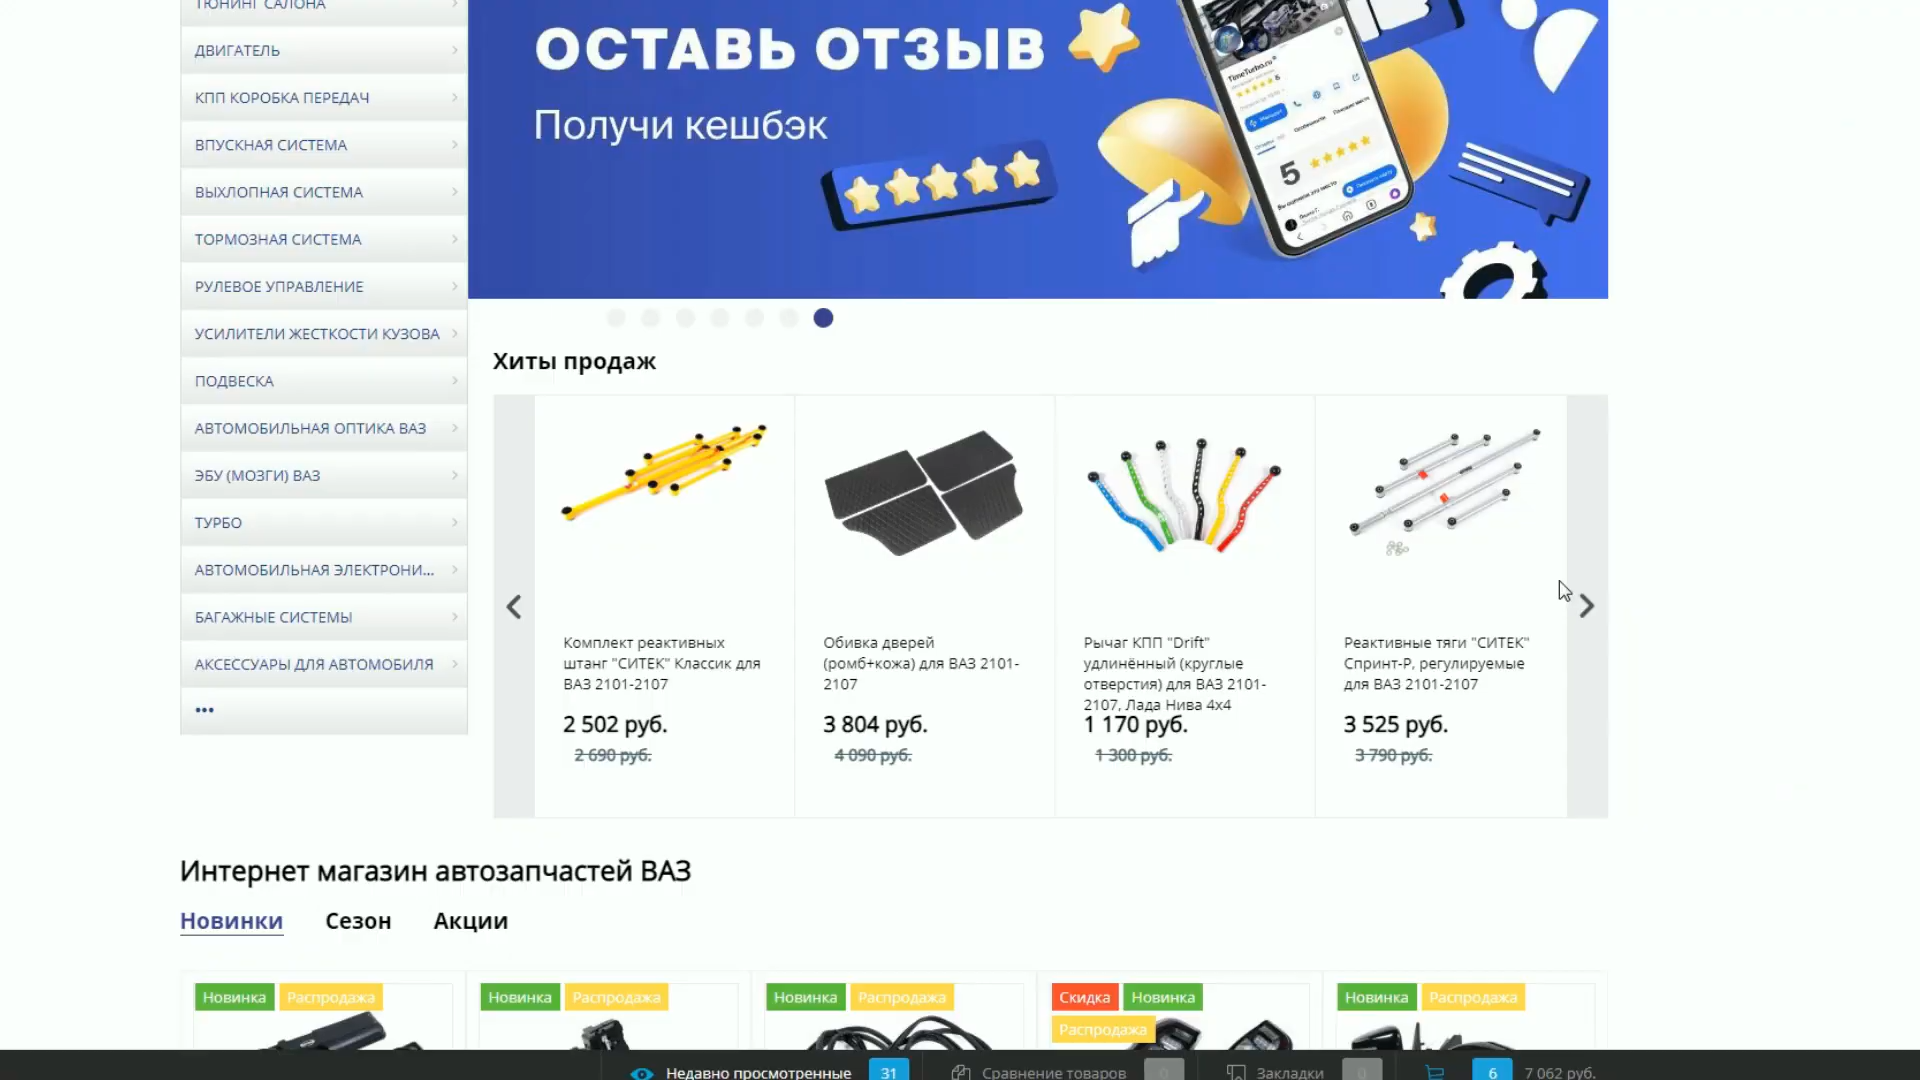 ТЮНИНГ САЛОНА
ДВИГАТЕЛЬ
КПП КОРОБКА ПЕРЕДАЧ
ВПУСКНАЯ СИСТЕМА
ВЫХЛОПНАЯ СИСТЕМА
ТОРМОЗНАЯ СИСТЕМА
РУЛЕВОЕ УПРАВЛЕНИЕ
УСИЛИТЕЛИ ЖЕСТКОСТИ КУЗОВА
ПОДВЕСКА
АВТОМОБИЛЬНАЯ ОПТИКА ВАЗ
ЭБУ (МОЗГИ) ВАЗ
ТУРБО
АВТОМОБИЛЬНАЯ ЭЛЕКТРОНИ...
БАГАЖНЫЕ СИСТЕМЫ
АКСЕССУАРЫ ДЛЯ АВТОМОБИЛЯ
•••
ОСТАВЬ ОТЗЫВ
Получи кешбэк
TimeTurbo.ru
5
Хиты продаж
Комплект реактивных
штанг "СИТЕК" Классик для
ВАЗ 2101-2107
2 502 руб.
2 690 руб.
Обивка дверей
(ромб+кожа) для ВАЗ 2101-
2107
3 804 руб.
4 090 руб.
Рычаг КПП "Drift"
удлинённый (круглые
отверстия) для ВАЗ 2101-
2107, Лада Нива 4х4
1 170 руб.
1 300 руб.
Реактивные тяги "СИТЕК"
Спринт-Р, регулируемые
для ВАЗ 2101-2107
3 525 руб.
3 790 руб.
Интернет магазин автозапчастей ВАЗ
Новинки Сезон Акции
Новинка Распродажа
Новинка Распродажа
Новинка Распродажа
Скидка Новинка
Распродажа
Новинка Распродажа
Недавно просмотренные 31 Сравнение товаров 0 Закладки 0 6 7 062 руб.